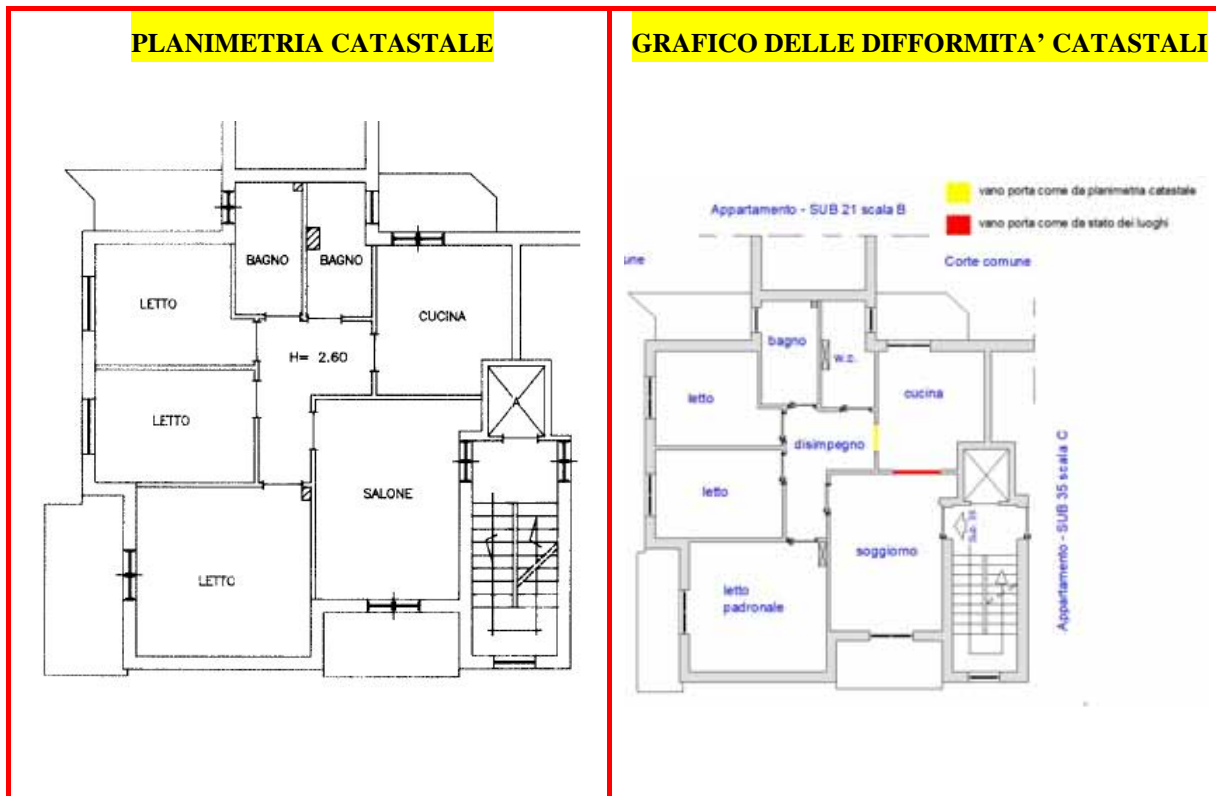 PLANIMETRIA CATASTALE
BAGNO
BAGNO
LETTO
CUCINA
H= 2.60
LETTO
A
SALONE
LETTO
GRAFICO DELLE DIFFORMITA’ CATASTALI
vano porta come da planimetria catastale
Appartamento - SUB 21 scala B
vano porta come da stato dei luoghi
une
Corte comune
bagno
w.c.
letto
cucina
disimpegno
letto
soggiorno
letto
padronale
Appartamento - SUB 35 scala C